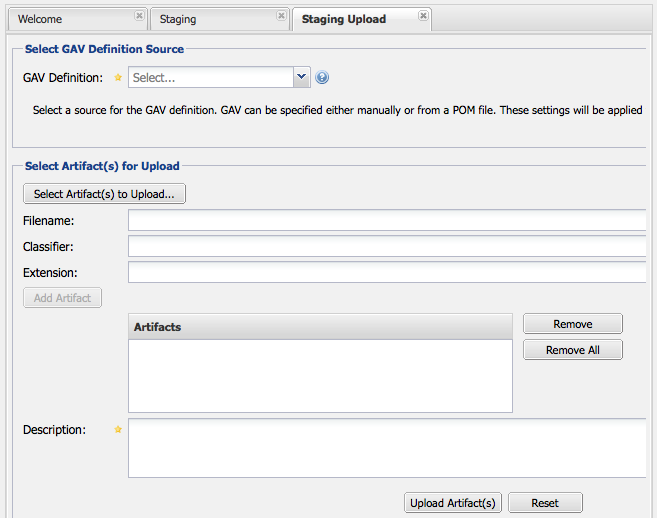 Welcome
Staging
Staging Upload
Select GAV Definition Source
GAV Definition:
Select...
Select a source for the GAV definition. GAV can be specified either manually or from a POM file. These settings will be applied
Select Artifact(s) for Upload
Select Artifact(s) to Upload...
Filename:
Classifier:
Extension:
Add Artifact
Artifacts
Remove
Remove All
Description:
Upload Artifact(s)
Reset